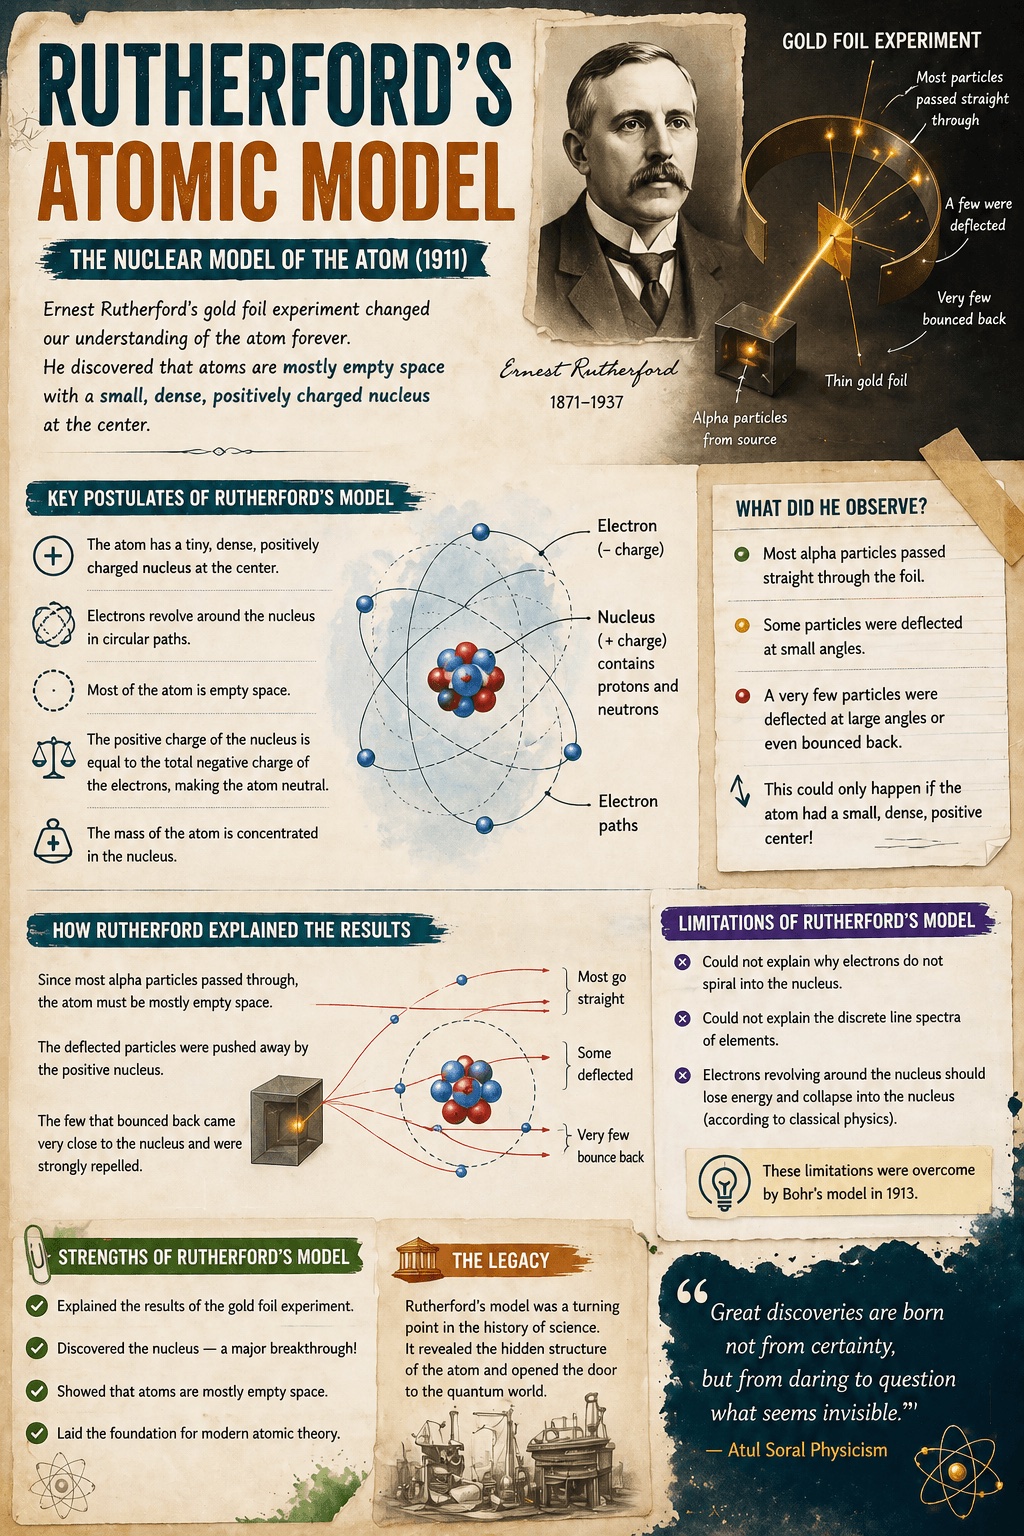 RUTHERFORD'S
ATOMIC MODEL
THE NUCLEAR MODEL OF THE ATOM (1911)
Ernest Rutherford's gold foil experiment changed
our understanding of the atom forever.
He discovered that atoms are mostly empty space
with a small, dense, positively charged nucleus
at the center.
Ernest Rutherford
1871–1937
GOLD FOIL EXPERIMENT
Most particles
passed straight
through
A few were
deflected
Very few
bounced back
Thin gold foil
Alpha particles
from source
KEY POSTULATES OF RUTHERFORD'S MODEL
The atom has a tiny, dense, positively
charged nucleus at the center.
Electrons revolve around the nucleus
in circular paths.
Most of the atom is empty space.
The positive charge of the nucleus is
equal to the total negative charge of
the electrons, making the atom neutral.
The mass of the atom is concentrated
in the nucleus.
Electron
(– charge)
Nucleus
(+ charge)
contains
protons and
neutrons
Electron
paths
WHAT DID HE OBSERVE?
Most alpha particles passed
straight through the foil.
Some particles were deflected
at small angles.
A very few particles were
deflected at large angles or
even bounced back.
This could only happen if the
atom had a small, dense, positive
center!
HOW RUTHERFORD EXPLAINED THE RESULTS
Since most alpha particles passed through,
the atom must be mostly empty space.
The deflected particles were pushed away by
the positive nucleus.
The few that bounced back came
very close to the nucleus and were
strongly repelled.
Most go
straight
Some
deflected
Very few
bounce back
LIMITATIONS OF RUTHERFORD'S MODEL
Could not explain why electrons do not
spiral into the nucleus.
Could not explain the discrete line spectra
of elements.
Electrons revolving around the nucleus should
lose energy and collapse into the nucleus
(according to classical physics).
These limitations were overcome
by Bohr's model in 1913.
STRENGTHS OF RUTHERFORD'S MODEL
Explained the results of the gold foil experiment.
Discovered the nucleus — a major breakthrough!
Showed that atoms are mostly empty space.
Laid the foundation for modern atomic theory.
THE LEGACY
Rutherford's model was a turning
point in the history of science.
It revealed the hidden structure
of the atom and opened the door
to the quantum world.
“Great discoveries are born
not from certainty,
but from daring to question
what seems invisible.”'
— Atul Soral Physicism